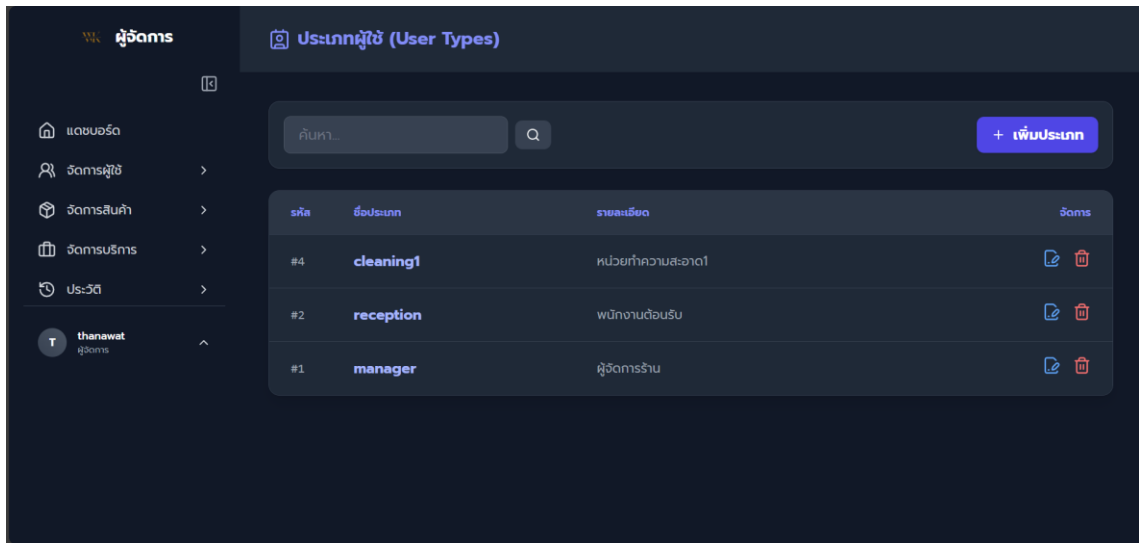 WK ผู้จัดการ
ประเภทผู้ใช้ (User Types)
แดชบอร์ด
จัดการผู้ใช้
จัดการสินค้า
จัดการบริการ
ประวัติ
T thanawat
ผู้จัดการ
ค้นหา...
+ เพิ่มประเภท
รหัส ชื่อประเภท รายละเอียด จัดการ
#4 cleaning1 หน่วยทำความสะอาด1
#2 reception พนักงานต้อนรับ
#1 manager ผู้จัดการร้าน